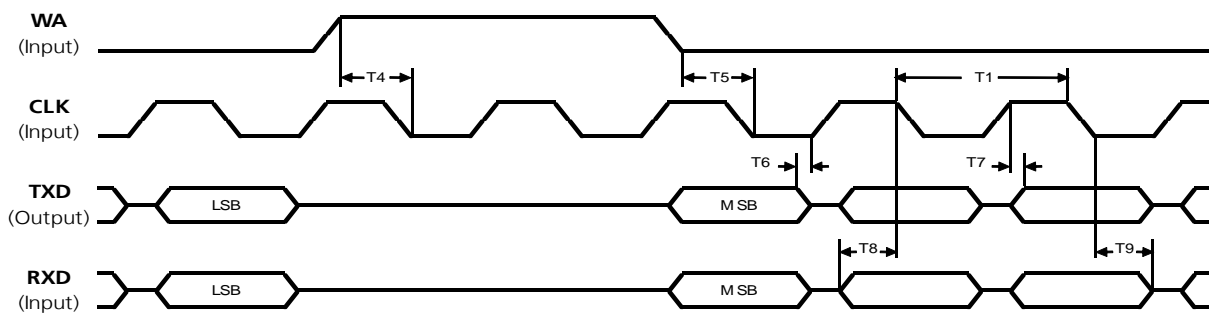 WA
(Input)
T4
T5
T1
CLK
(Input)
T6
T7
TXD
(Output)
LSB
MSB
T8
T9
RXD
(Input)
LSB
MSB